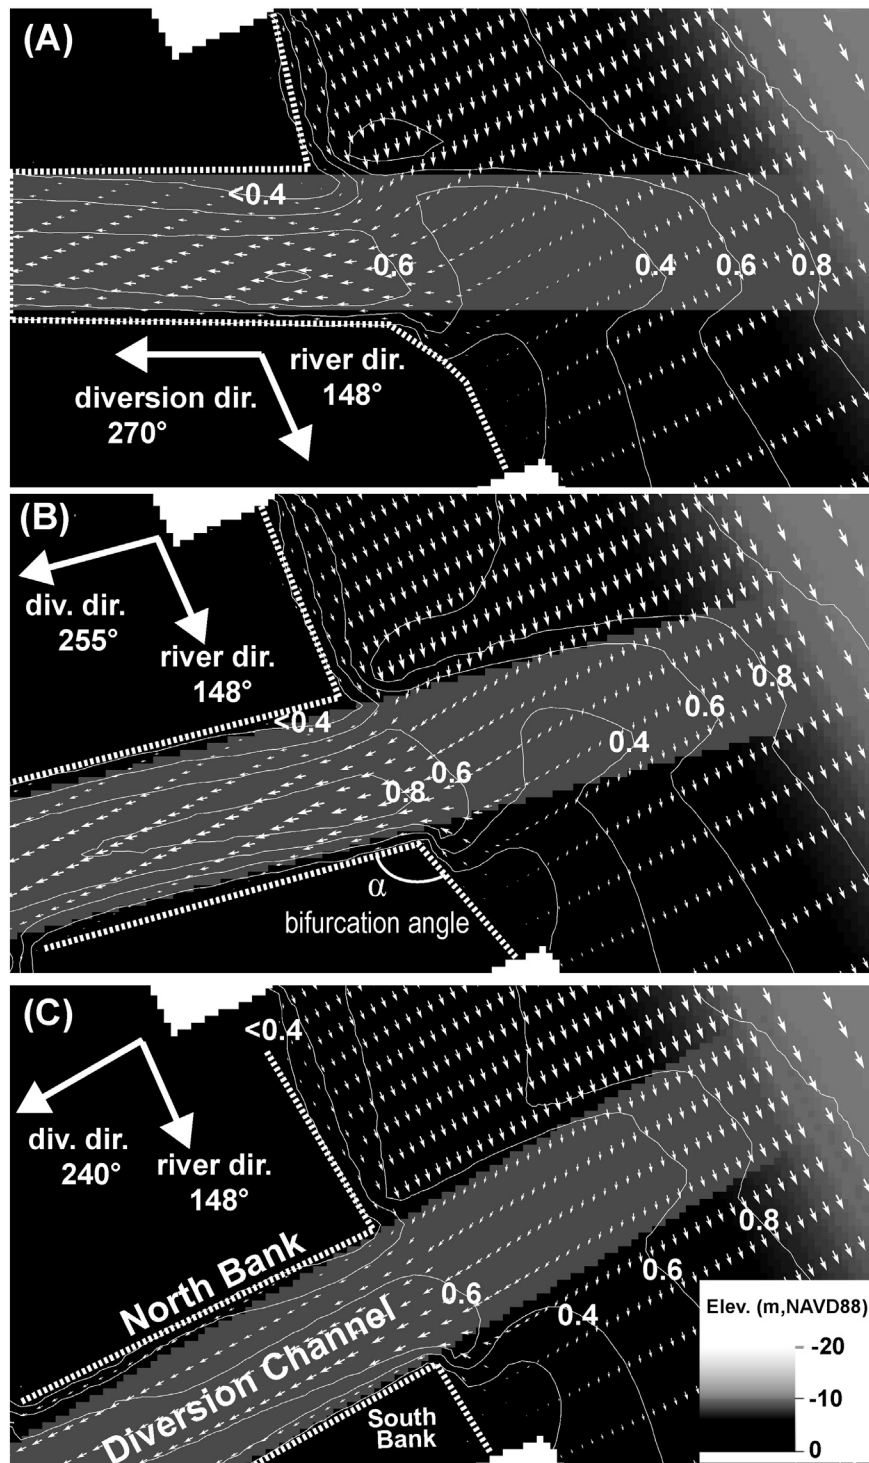 (A)
<0.4
0.6
0.4
0.6
0.8
river dir.
148°
diversion dir.
270°
(B)
div. dir.
255°
river dir.
148°
<0.4
0.8
0.6
0.4
0.6
0.8
α
bifurcation angle
(C)
<0.4
div. dir.
240°
river dir.
148°
North Bank
Diversion Channel
0.6
0.4
0.6
0.8
South
Bank
Elev. (m,NAVD88)
-20
-10
0